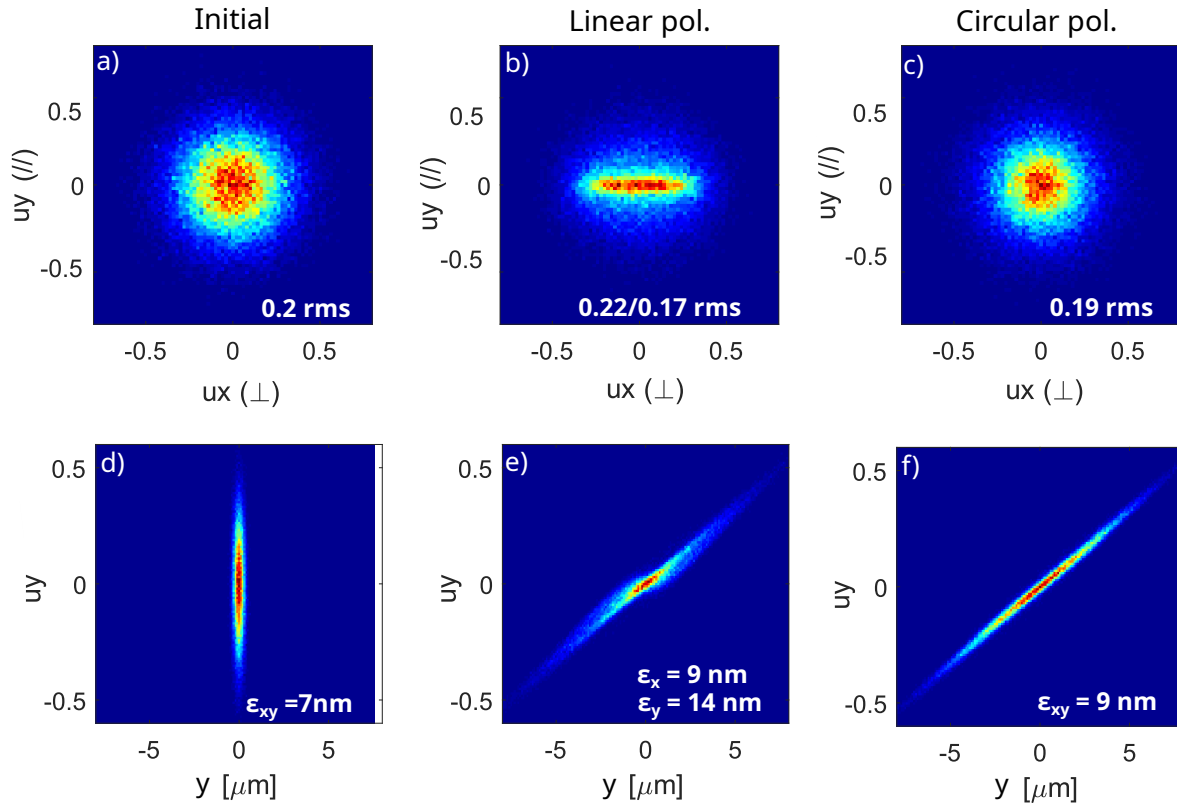 Initial
Linear pol.
Circular pol.
a)
b)
c)
uy (//)
0.5
0
-0.5
0.2 rms
-0.5 0 0.5
ux (⊥)
uy (//)
0.5
0
-0.5
0.22/0.17 rms
-0.5 0 0.5
ux (⊥)
uy (//)
0.5
0
-0.5
0.19 rms
-0.5 0 0.5
ux (⊥)
d)
uy
0.5
0
-0.5
εxy =7nm
-5 0 5
y [μm]
e)
uy
0.5
0
-0.5
εx = 9 nm
εy = 14 nm
-5 0 5
y [μm]
f)
uy
0.5
0
-0.5
εxy = 9 nm
-5 0 5
y [μm]